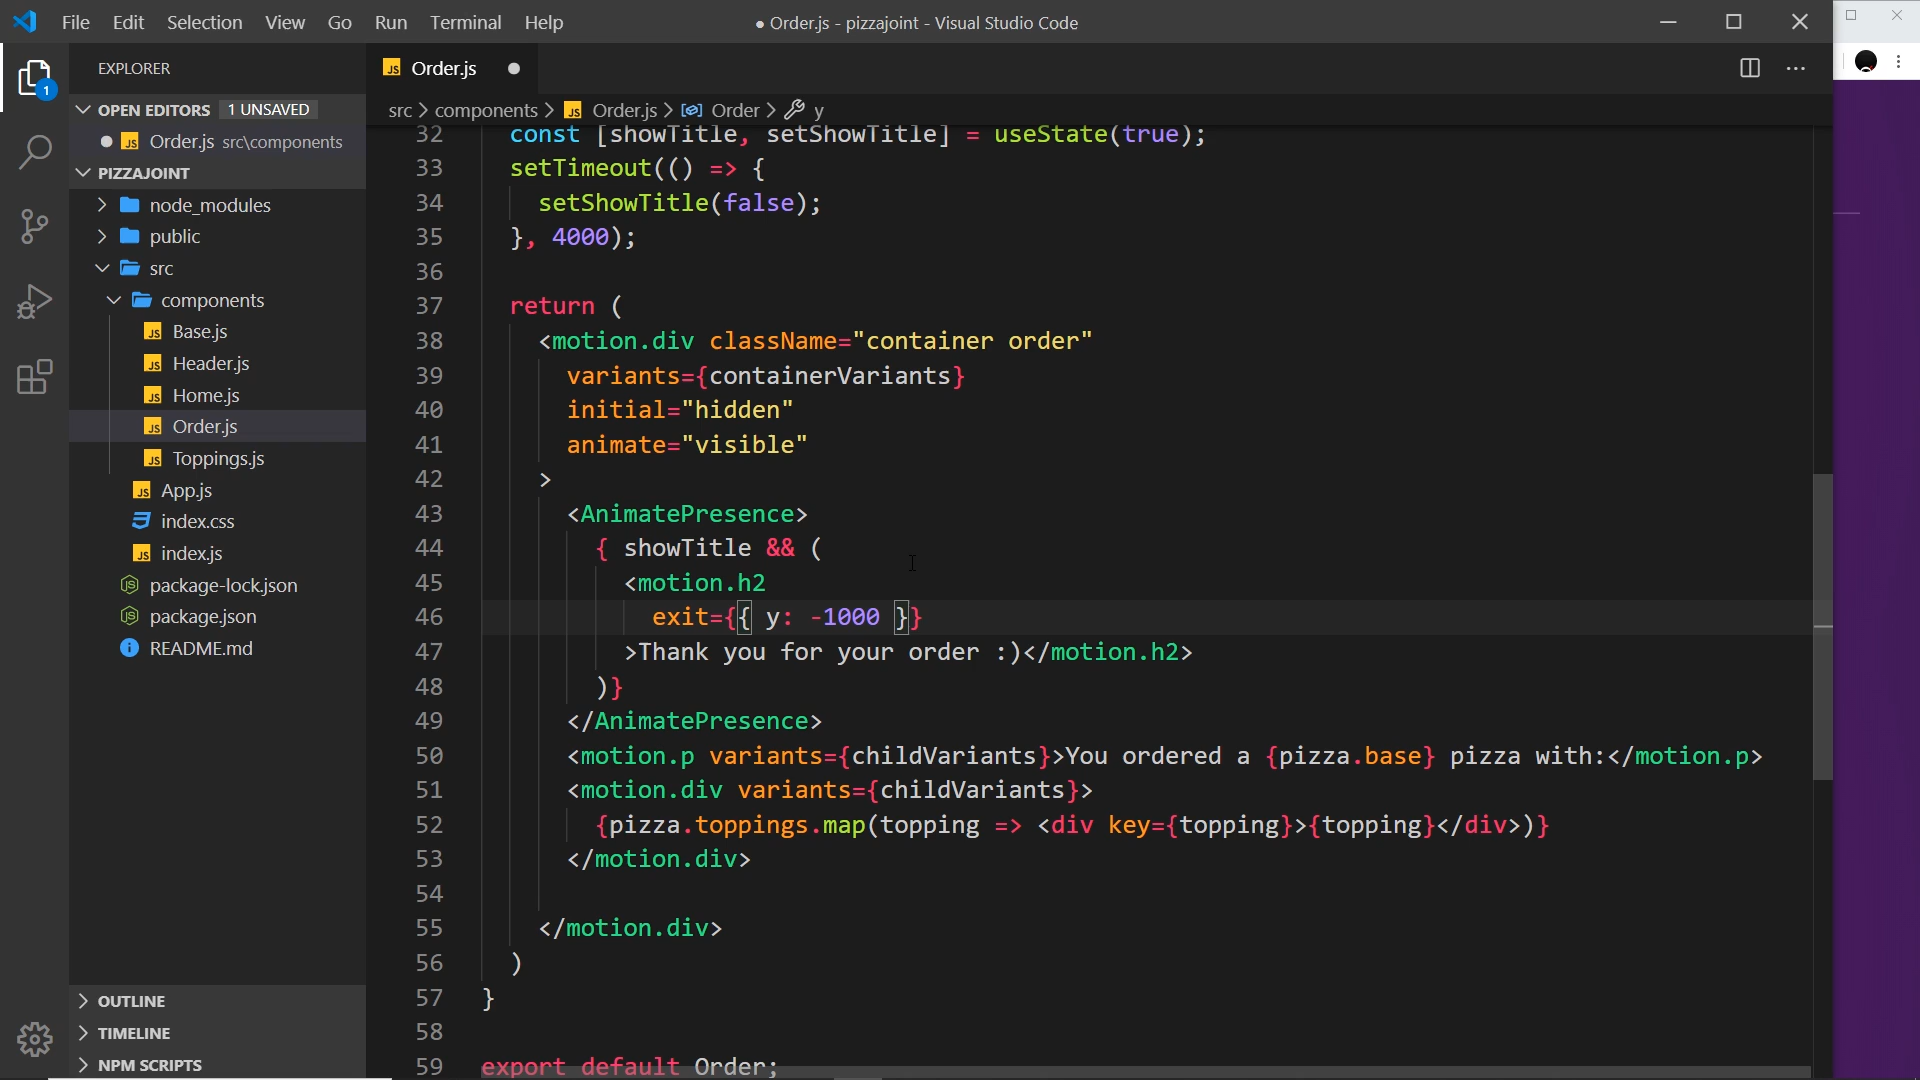 File Edit Selection View Go Run Terminal Help
● Order.js - pizzajoint - Visual Studio Code
EXPLORER
OPEN EDITORS 1 UNSAVED
Order.js src\components
PIZZAJOINT
node_modules
public
src
components
Base.js
Header.js
Home.js
Order.js
Toppings.js
App.js
index.css
index.js
package-lock.json
package.json
README.md
OUTLINE
TIMELINE
NPM SCRIPTS
1
JS Order.js
src > components > JS Order.js > Order > y
32 const [showTitle, setShowTitle] = useState(true);
33 setTimeout(() => {
34 setShowTitle(false);
35 }, 4000);
36
37 return (
38 <motion.div className="container order"
39 variants={containerVariants}
40 initial="hidden"
41 animate="visible"
42 >
43 <AnimatePresence>
44 { showTitle && (
45 <motion.h2
46 exit={{ y: -1000 }}
47 >Thank you for your order :)</motion.h2>
48 )}
49 </AnimatePresence>
50 <motion.p variants={childVariants}>You ordered a {pizza.base} pizza with:</motion.p>
51 <motion.div variants={childVariants}>
52 {pizza.toppings.map(topping => <div key={topping}>{topping}</div>)}
53 </motion.div>
54
55 </motion.div>
56 )
57 }
58
59 export default Order;